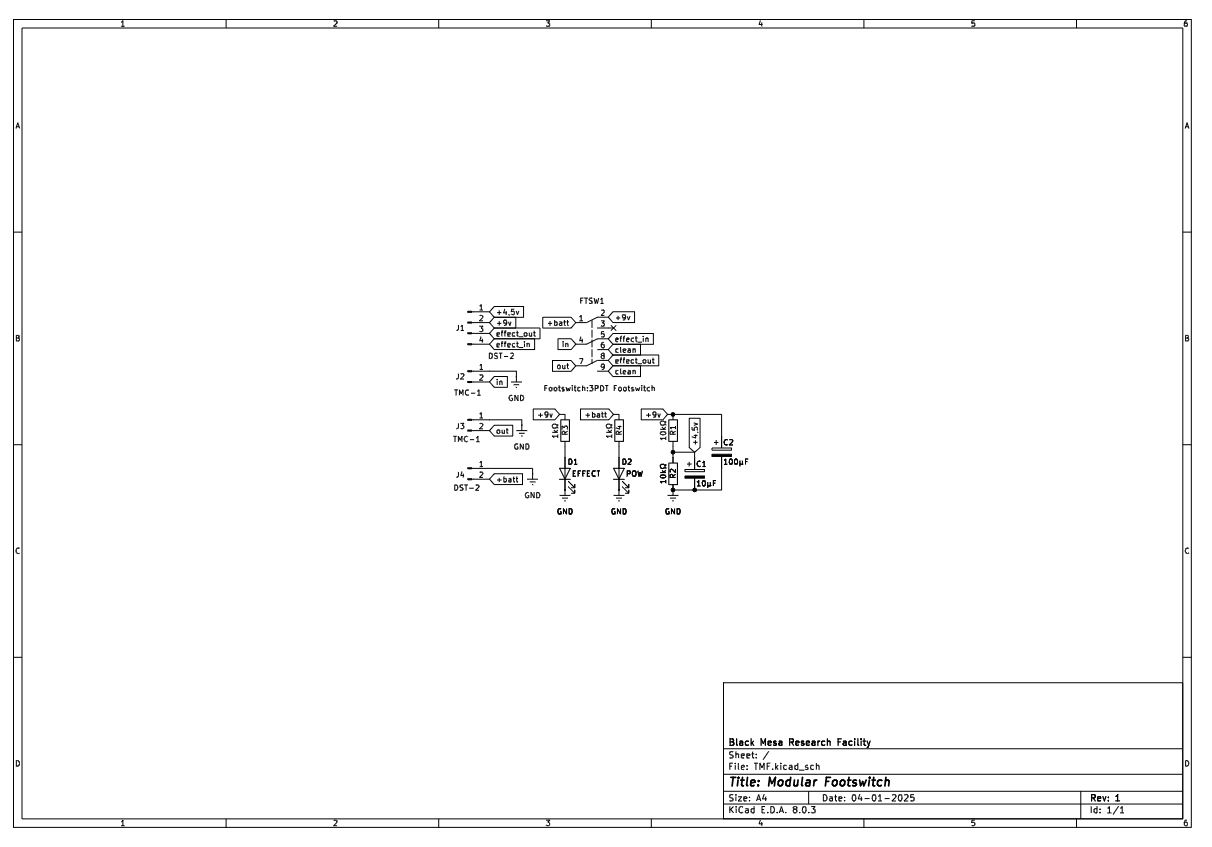 1 2 3 4 5 6
A A
B B
C C
D D
FTSW1
J1
1 +4.5v
2 +9v
3 effect_out
4 effect_in
DST-2
+batt 1
2 +9v
3
in 4
5 effect_in
6 clean
out 7
8 effect_out
9 clean
Footswitch:3PDT Footswitch
J2
1
2 in
TMC-1
GND
J3
1
2 out
TMC-1
GND
J4
1
2 +batt
DST-2
GND
+9v
1kΩ R3
D1
EFFECT
GND
+batt
1kΩ R4
D2
POW
GND
+9v
10kΩ R1
+4.5v
10kΩ R2
+ C1
10μF
+ C2
100μF
GND
Black Mesa Research Facility
Sheet: /
File: TMF.kicad_sch
Title: Modular Footswitch
Size: A4 Date: 04-01-2025 Rev: 1
KiCad E.D.A. 8.0.3 Id: 1/1
1 2 3 4 5 6